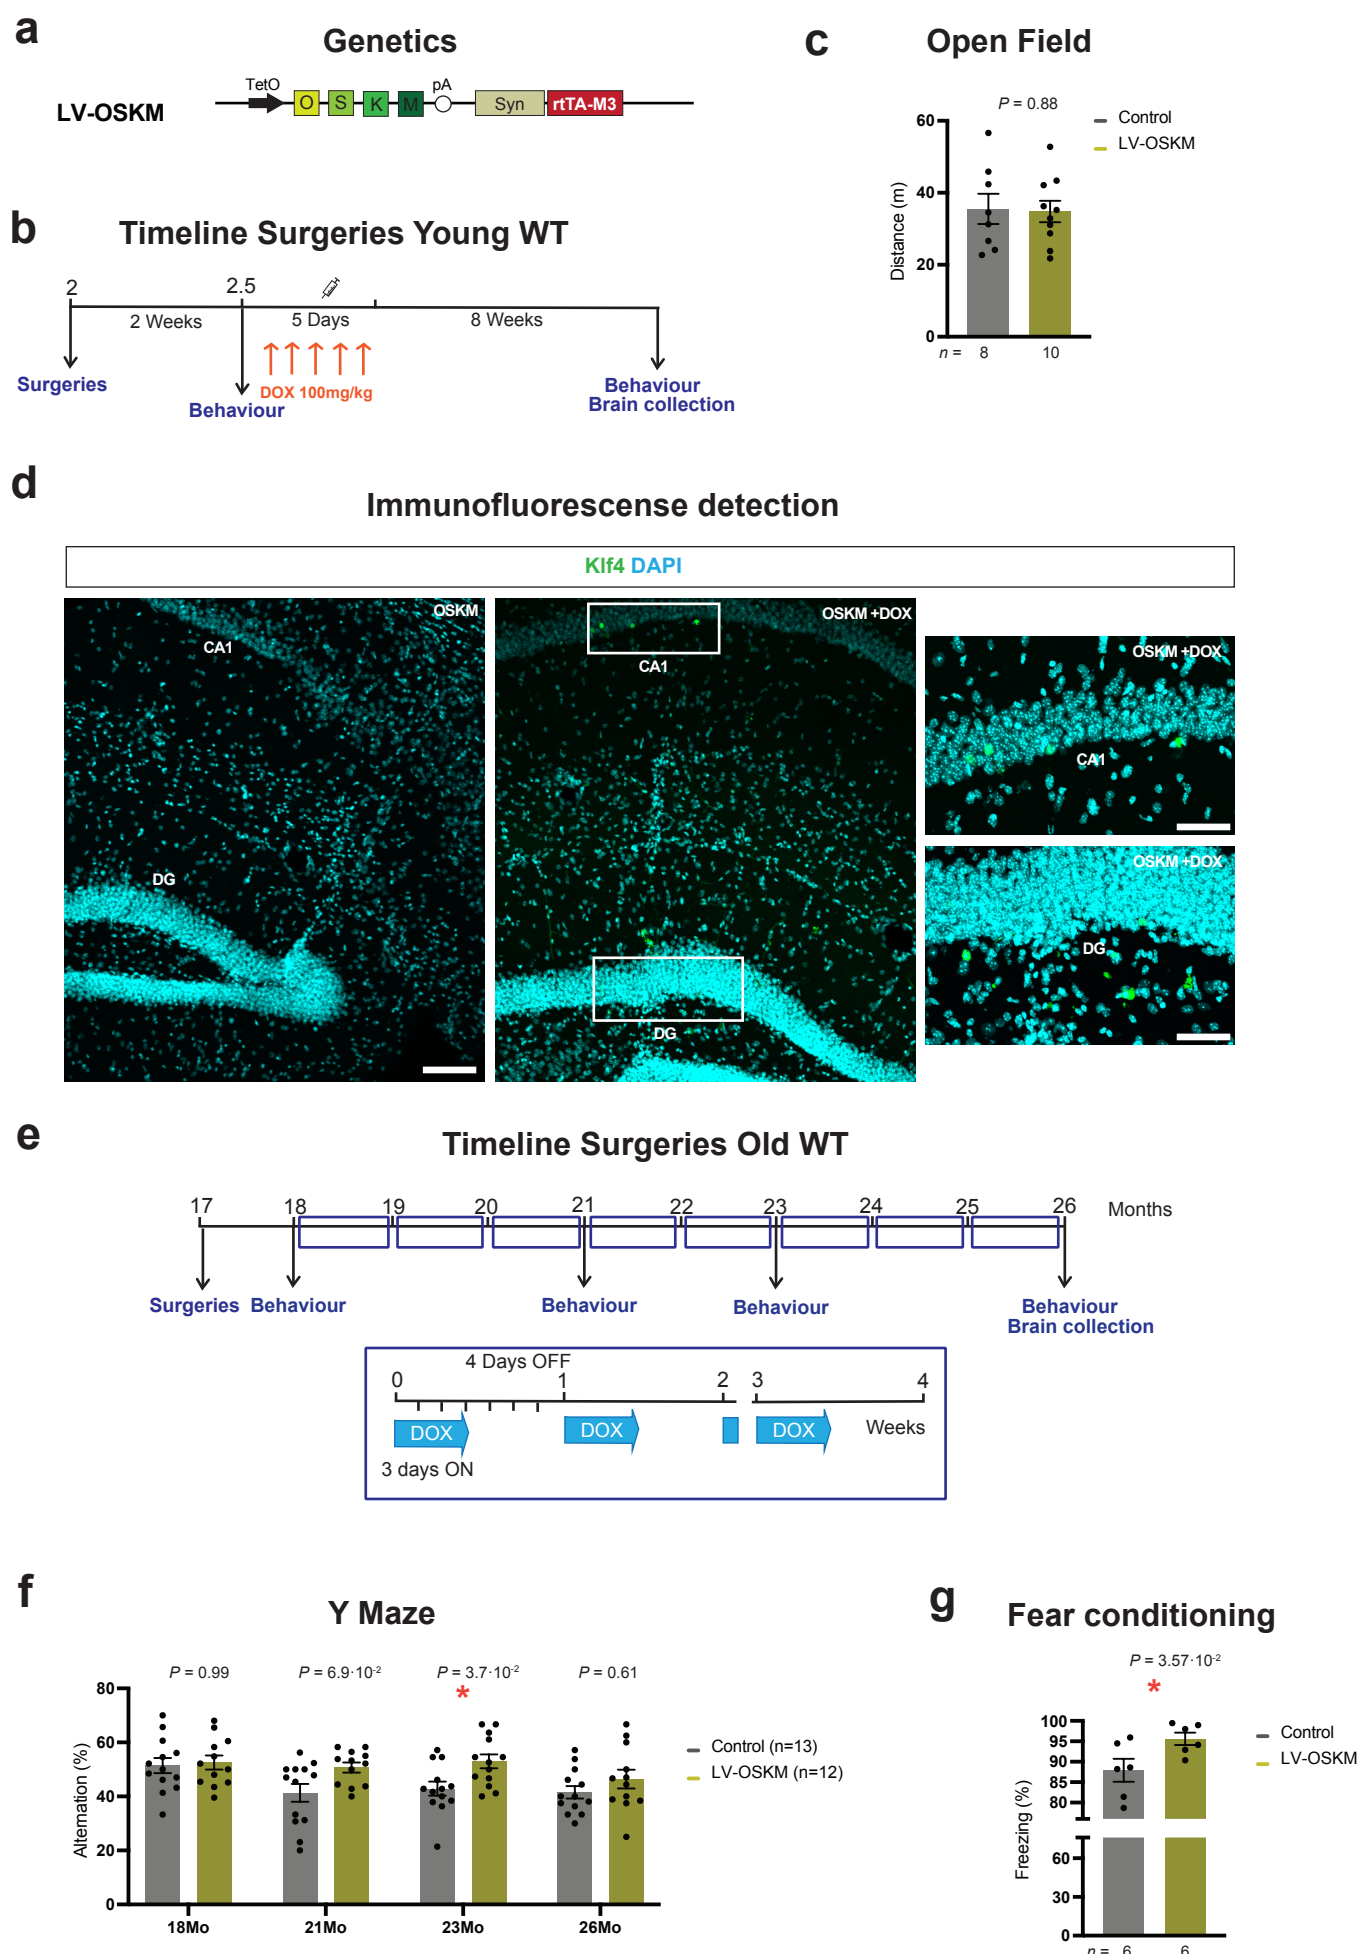 a
Genetics
LV-OSKM
TetO
O
S
K
M
pA
Syn
rtTA-M3
b
Timeline Surgeries Young WT
2
2.5
2 Weeks
5 Days
8 Weeks
Surgeries
Behaviour
DOX 100mg/kg
Behaviour
Brain collection
c
Open Field
P = 0.88
Control
LV-OSKM
Distance (m)
60
40
20
0
n = 8 10
d
Immunofluorescense detection
Klf4 DAPI
OSKM
CA1
DG
OSKM +DOX
CA1
DG
OSKM +DOX
CA1
OSKM +DOX
DG
e
Timeline Surgeries Old WT
17 18 19 20 21 22 23 24 25 26 Months
Surgeries Behaviour Behaviour Behaviour Behaviour
Brain collection
4 Days OFF
0 1 2 3 4
DOX DOX DOX Weeks
3 days ON
f
Y Maze
P = 0.99 P = 6.9·10-2 P = 3.7·10-2 P = 0.61
*
Alternation (%)
80
60
40
20
0
18Mo 21Mo 23Mo 26Mo
Control (n=13)
LV-OSKM (n=12)
g
Fear conditioning
P = 3.57·10-2
*
Freezing (%)
100
95
90
85
80
60
30
0
Control
LV-OSKM
n = 6 6